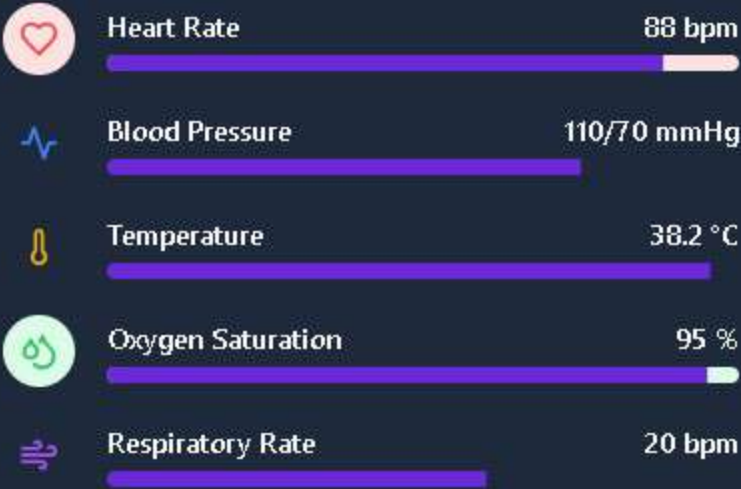 Heart Rate 88 bpm
Blood Pressure 110/70 mmHg
Temperature 38.2 °C
Oxygen Saturation 95 %
Respiratory Rate 20 bpm